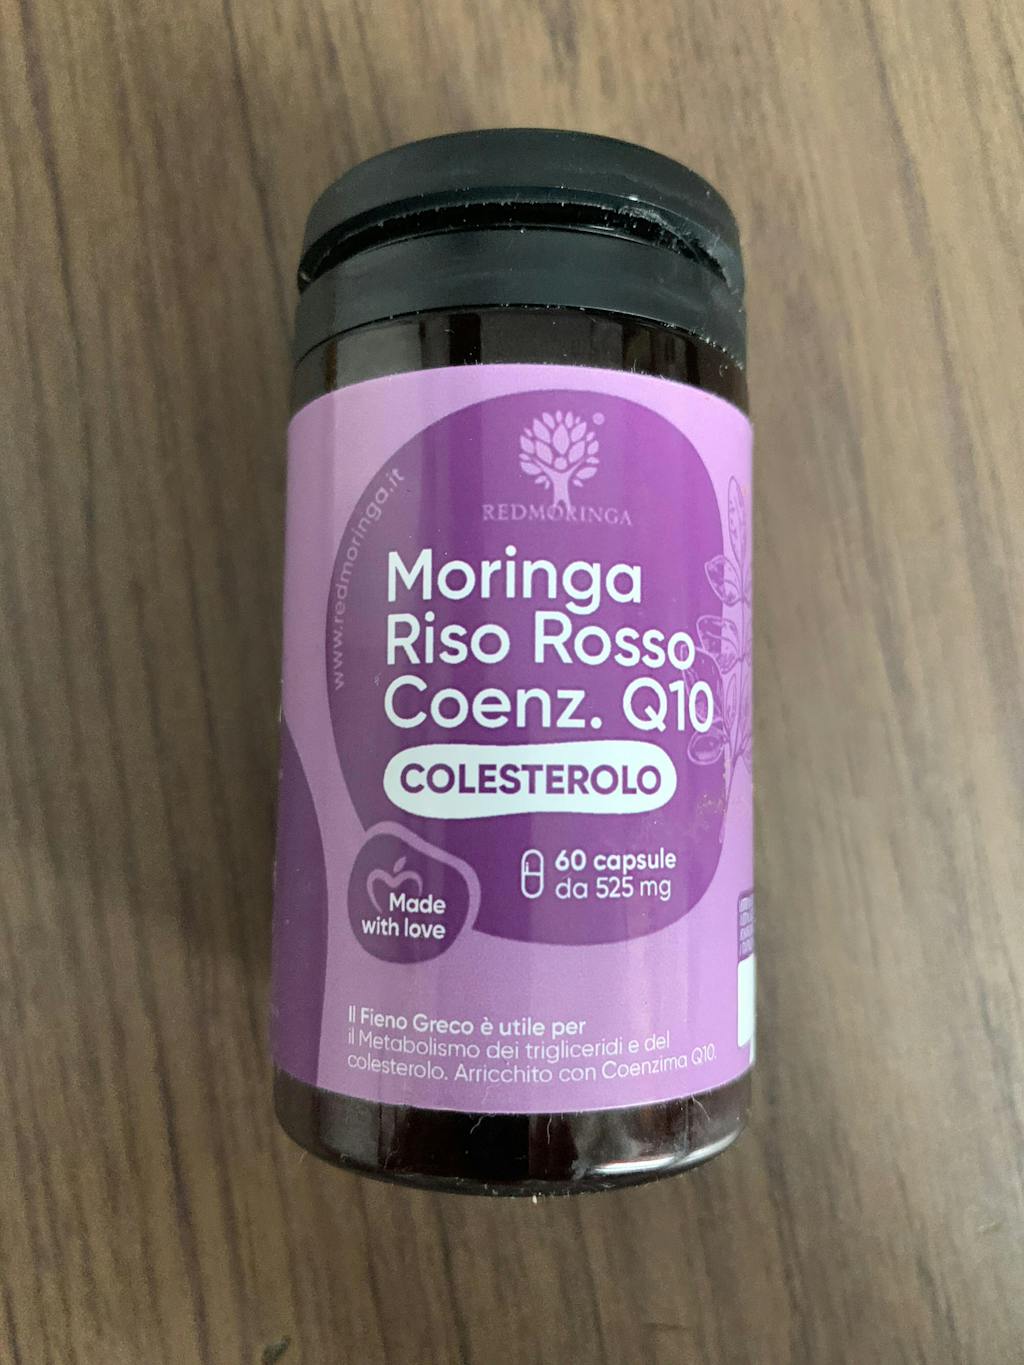 ®
REDMORINGA
www.redmoringa.it
Moringa
Riso Rosso
Coenz. Q10
COLESTEROLO
60 capsule
da 525 mg
Made
with love
Il Fieno Greco è utile per
il Metabolismo dei trigliceridi e del
colesterolo. Arricchito con Coenzima Q10.